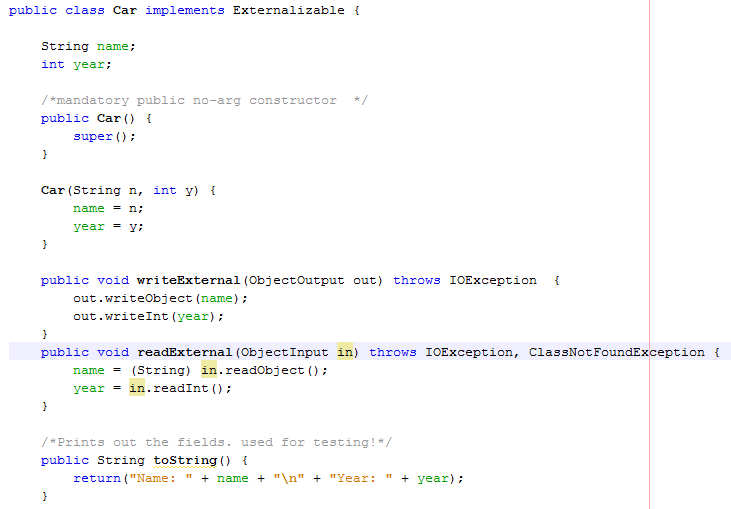 public class Car implements Externalizable {
String name;
int year;
/*mandatory public no-arg constructor  */
public Car() {
super();
}
Car(String n, int y) {
name = n;
year = y;
}
public void writeExternal(ObjectOutput out) throws IOException  {
out.writeObject(name);
out.writeInt(year);
}
public void readExternal(ObjectInput in) throws IOException, ClassNotFoundException {
name = (String) in.readObject();
year = in.readInt();
}
/*Prints out the fields. used for testing!*/
public String toString() {
return("Name: " + name + "\n" + "Year: " + year);
}